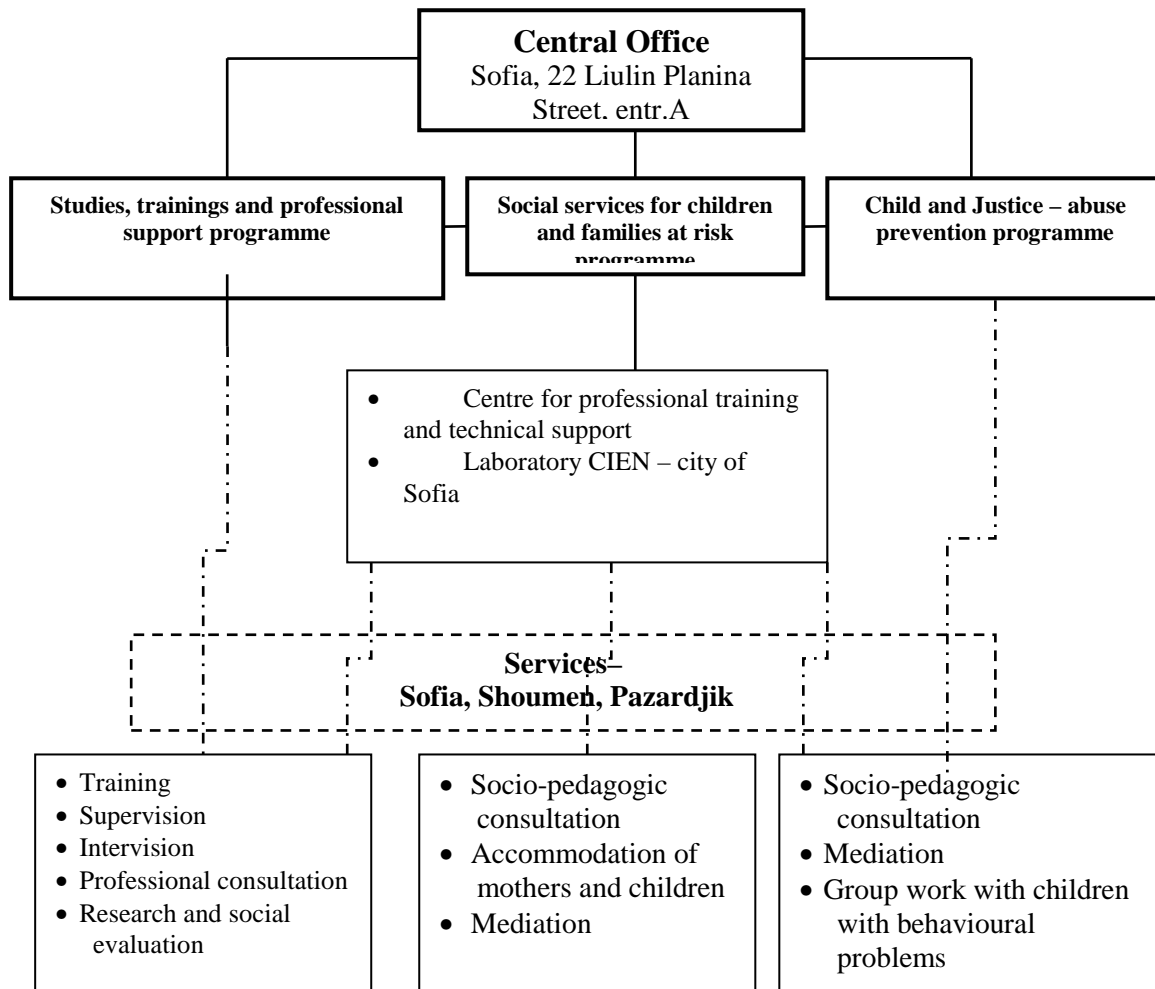 Central Office
Sofia, 22 Liulin Planina
Street, entr.A
Studies, trainings and professional
support programme
Social services for children
and families at risk
programme
Child and Justice – abuse
prevention programme
• Centre for professional training
and technical support
• Laboratory CIEN – city of
Sofia
Services–
Sofia, Shoumen, Pazardjik
• Training
• Supervision
• Intervision
• Professional consultation
• Research and social
evaluation
• Socio-pedagogic
consultation
• Accommodation of
mothers and children
• Mediation
• Socio-pedagogic
consultation
• Mediation
• Group work with children
with behavioural
problems